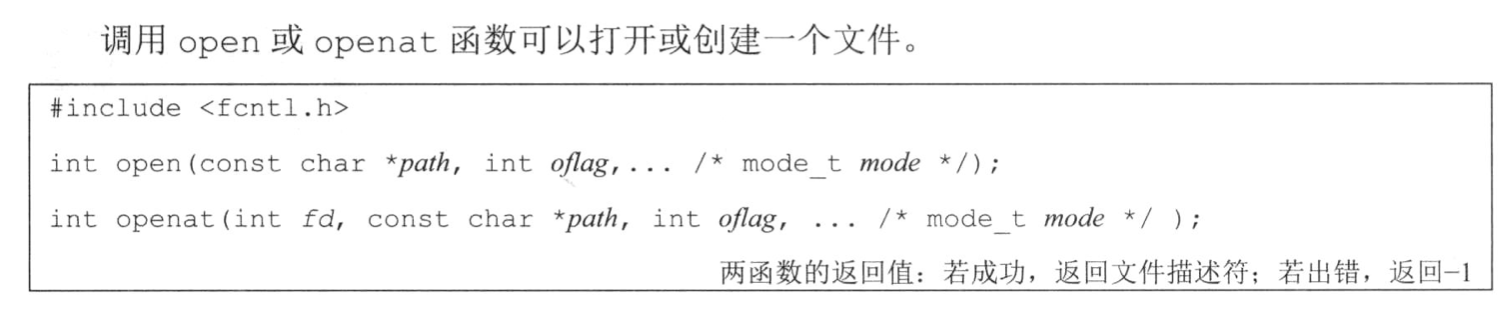 调用 open 或 openat 函数可以打开或创建一个文件。
#include <fcntl.h>
int open(const char *path, int oflag,... /* mode_t mode */);
int openat(int fd, const char *path, int oflag, ... /* mode_t mode */ );
两函数的返回值：若成功，返回文件描述符；若出错，返回−1